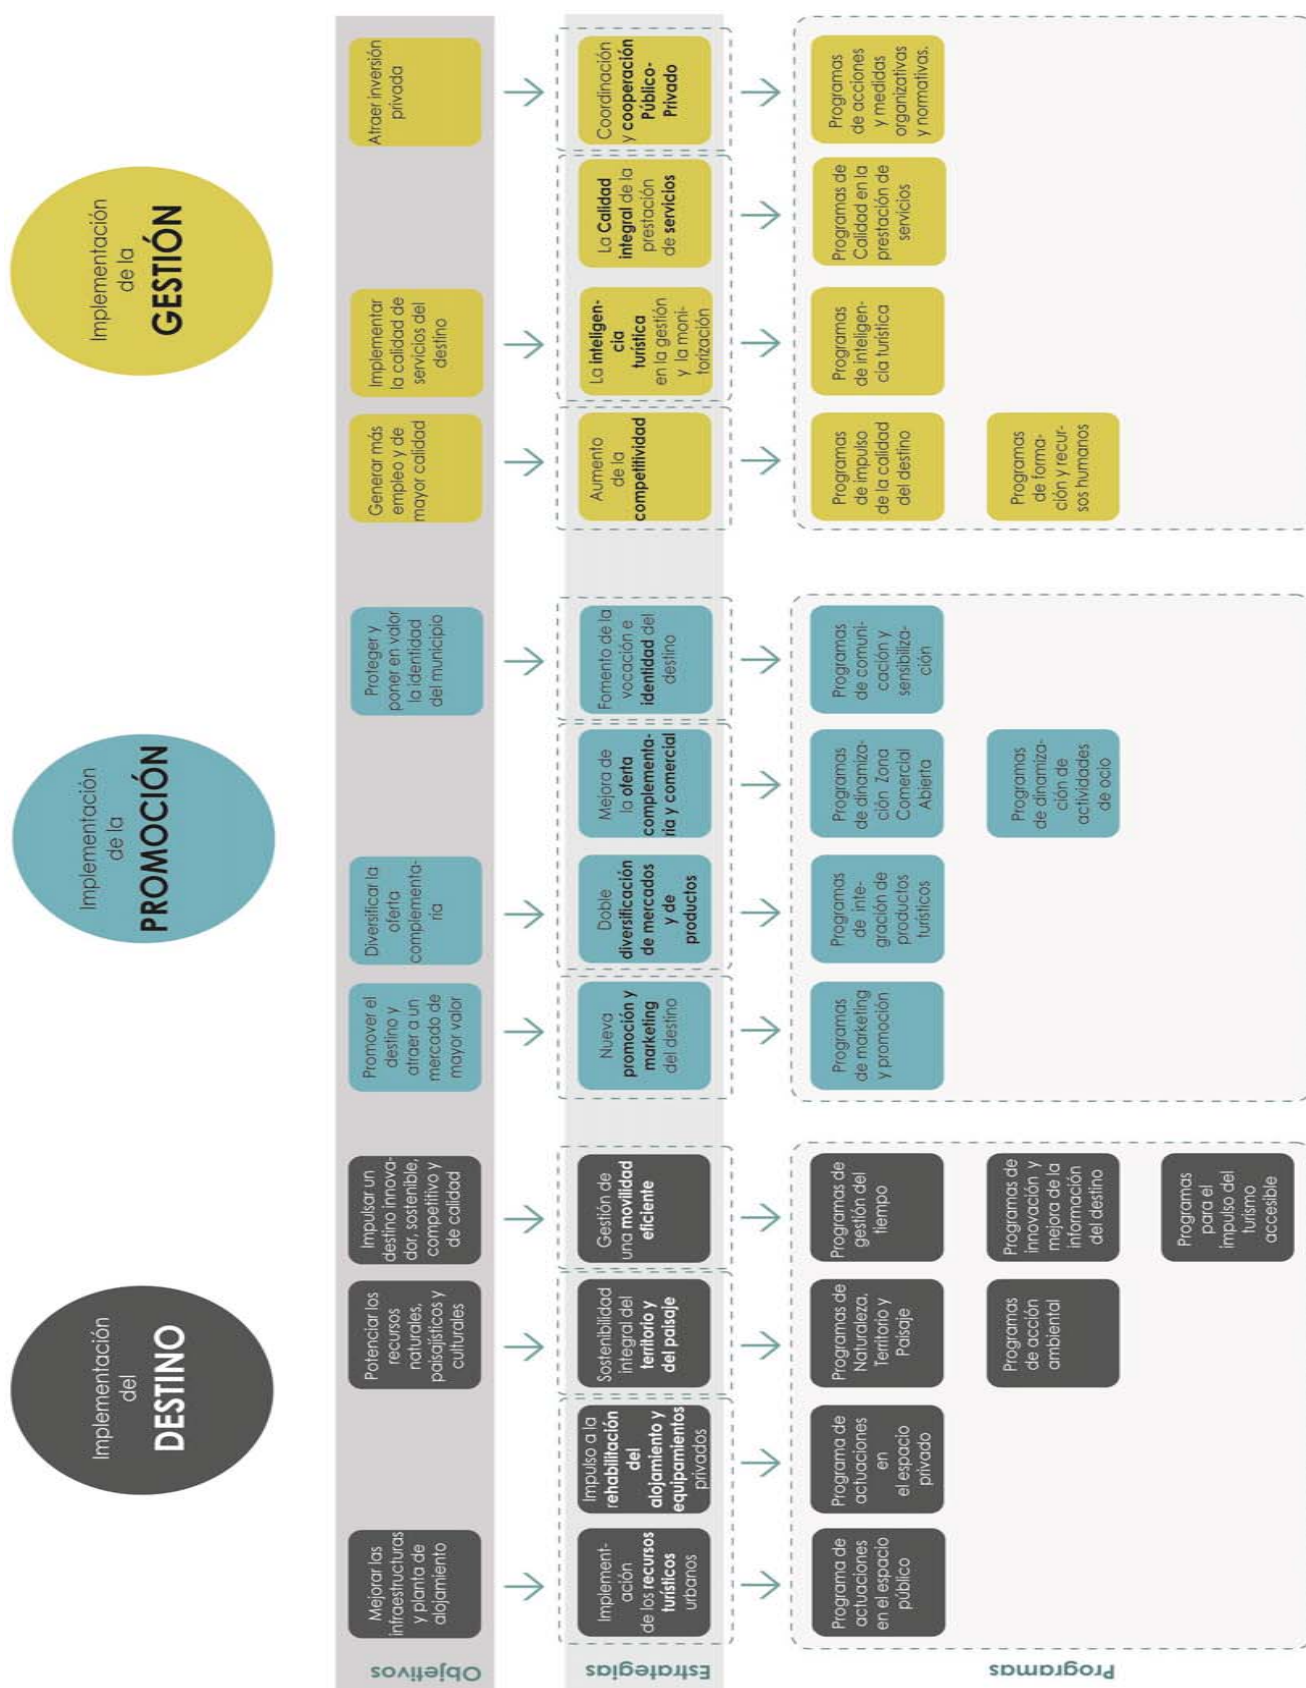 Implementación
del
DESTINO
Implementación
de la
PROMOCIÓN
Implementación
de la
GESTIÓN
Objetivos
Mejorar las
infraestructuras
y planta de
alojamiento
Potenciar los
recursos
naturales,
paisajísticos y
culturales
Impulsar un
destino innova-
dor, sostenible,
competitivo y
de calidad
Promover el
destino y
atraer a un
mercado de
mayor valor
Diversificar la
oferta
complementa-
ria
Proteger y
poner en valor
la identidad
del municipio
Generar más
empleo y de
mayor calidad
Implementar
la calidad de
servicios del
destino
Atraer inversión
privada
Estrategias
Implement-
ación
de los recursos
turísticos
urbanos
Impulso a la
rehabilitación
del
alojamiento y
equipamientos
privados
Sostenibilidad
integral del
territorio y
del paisaje
Gestión de
una movilidad
eficiente
Nueva
promoción y
marketing
del destino
Doble
diversificación
de mercados
y de
productos
Mejora de
la oferta
complementa-
ria y comercial
Fomento de la
vocación e
identidad del
destino
Aumento
de la
competitividad
La inteligen-
cia
turística
en la gestión
y la moni-
torización
La Calidad
integral de la
prestación
de servicios
Coordinación
y cooperación
Público-
Privado
Programas
Programa de
actuaciones
en el espacio
público
Programa de
actuaciones
en
el espacio
privado
Programas de
Naturaleza,
Territorio y
Paisaje
Programas de
gestión del
tiempo
Programas
de marketing
y promoción
Programas
de inte-
gración de
productos
turísticos
Programas
de dinamiza-
ción Zona
Comercial
Abierta
Programas
de comuni-
cación y
sensibiliza-
ción
Programas
de impulso
de la calidad
del destino
Programas
de inteligen-
cia turística
Programas de
Calidad en la
prestación de
servicios
Programas
de acciones
y medidas
organizativas
y normativas.
Programas
de acción
ambiental
Programas de
innovación y
mejora de la
información
del destino
Programas
de dinamiza-
ción de
actividades
de ocio
Programas
de forma-
ción y recur-
sos humanos
Programas
para el
impulso del
turismo
accesible